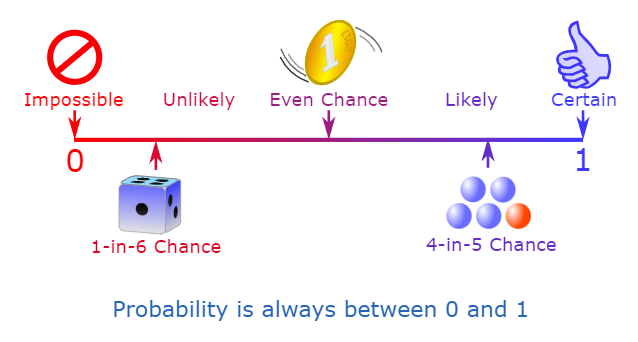 1
Impossible
Unlikely
Even Chance
Likely
Certain
0
1
1-in-6 Chance
4-in-5 Chance
Probability is always between 0 and 1